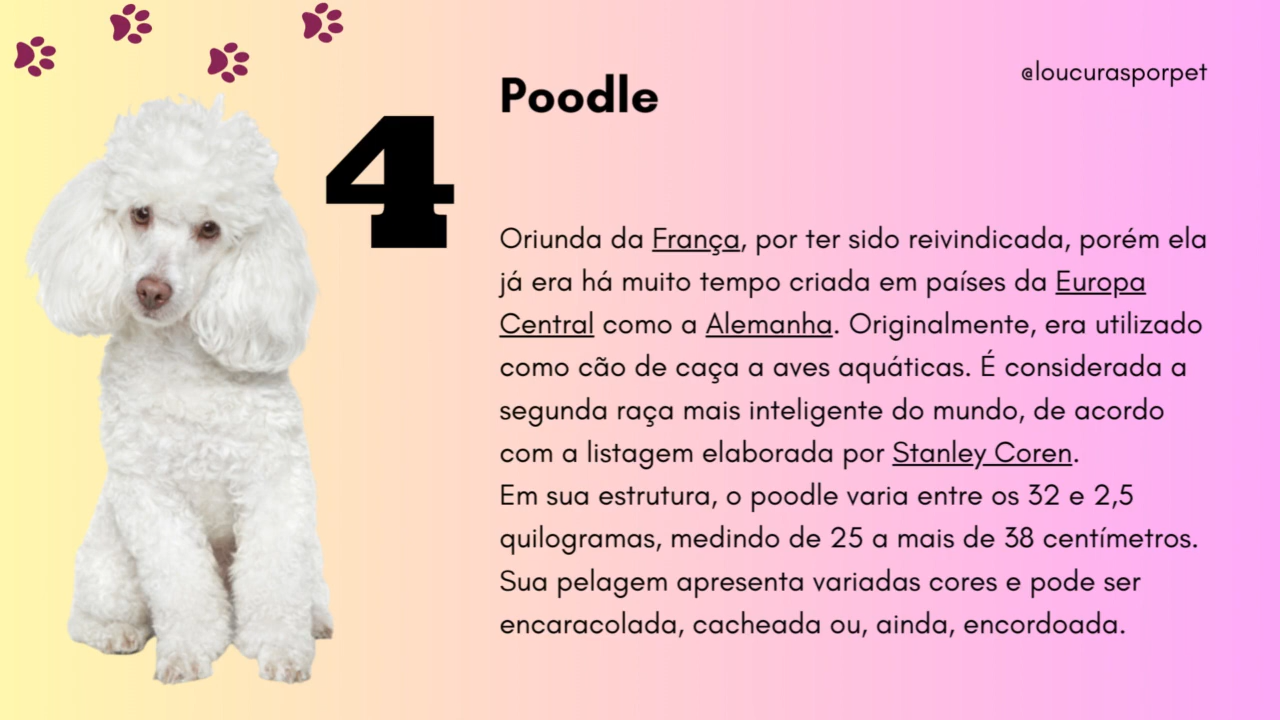 @loucurasporpet
Poodle
4
Oriunda da França, por ter sido reivindicada, porém ela
já era há muito tempo criada em países da Europa
Central como a Alemanha. Originalmente, era utilizado
como cão de caça a aves aquáticas. É considerada a
segunda raça mais inteligente do mundo, de acordo
com a listagem elaborada por Stanley Coren.
Em sua estrutura, o poodle varia entre os 32 e 2,5
quilogramas, medindo de 25 a mais de 38 centímetros.
Sua pelagem apresenta variadas cores e pode ser
encaracolada, cacheada ou, ainda, encordoada.